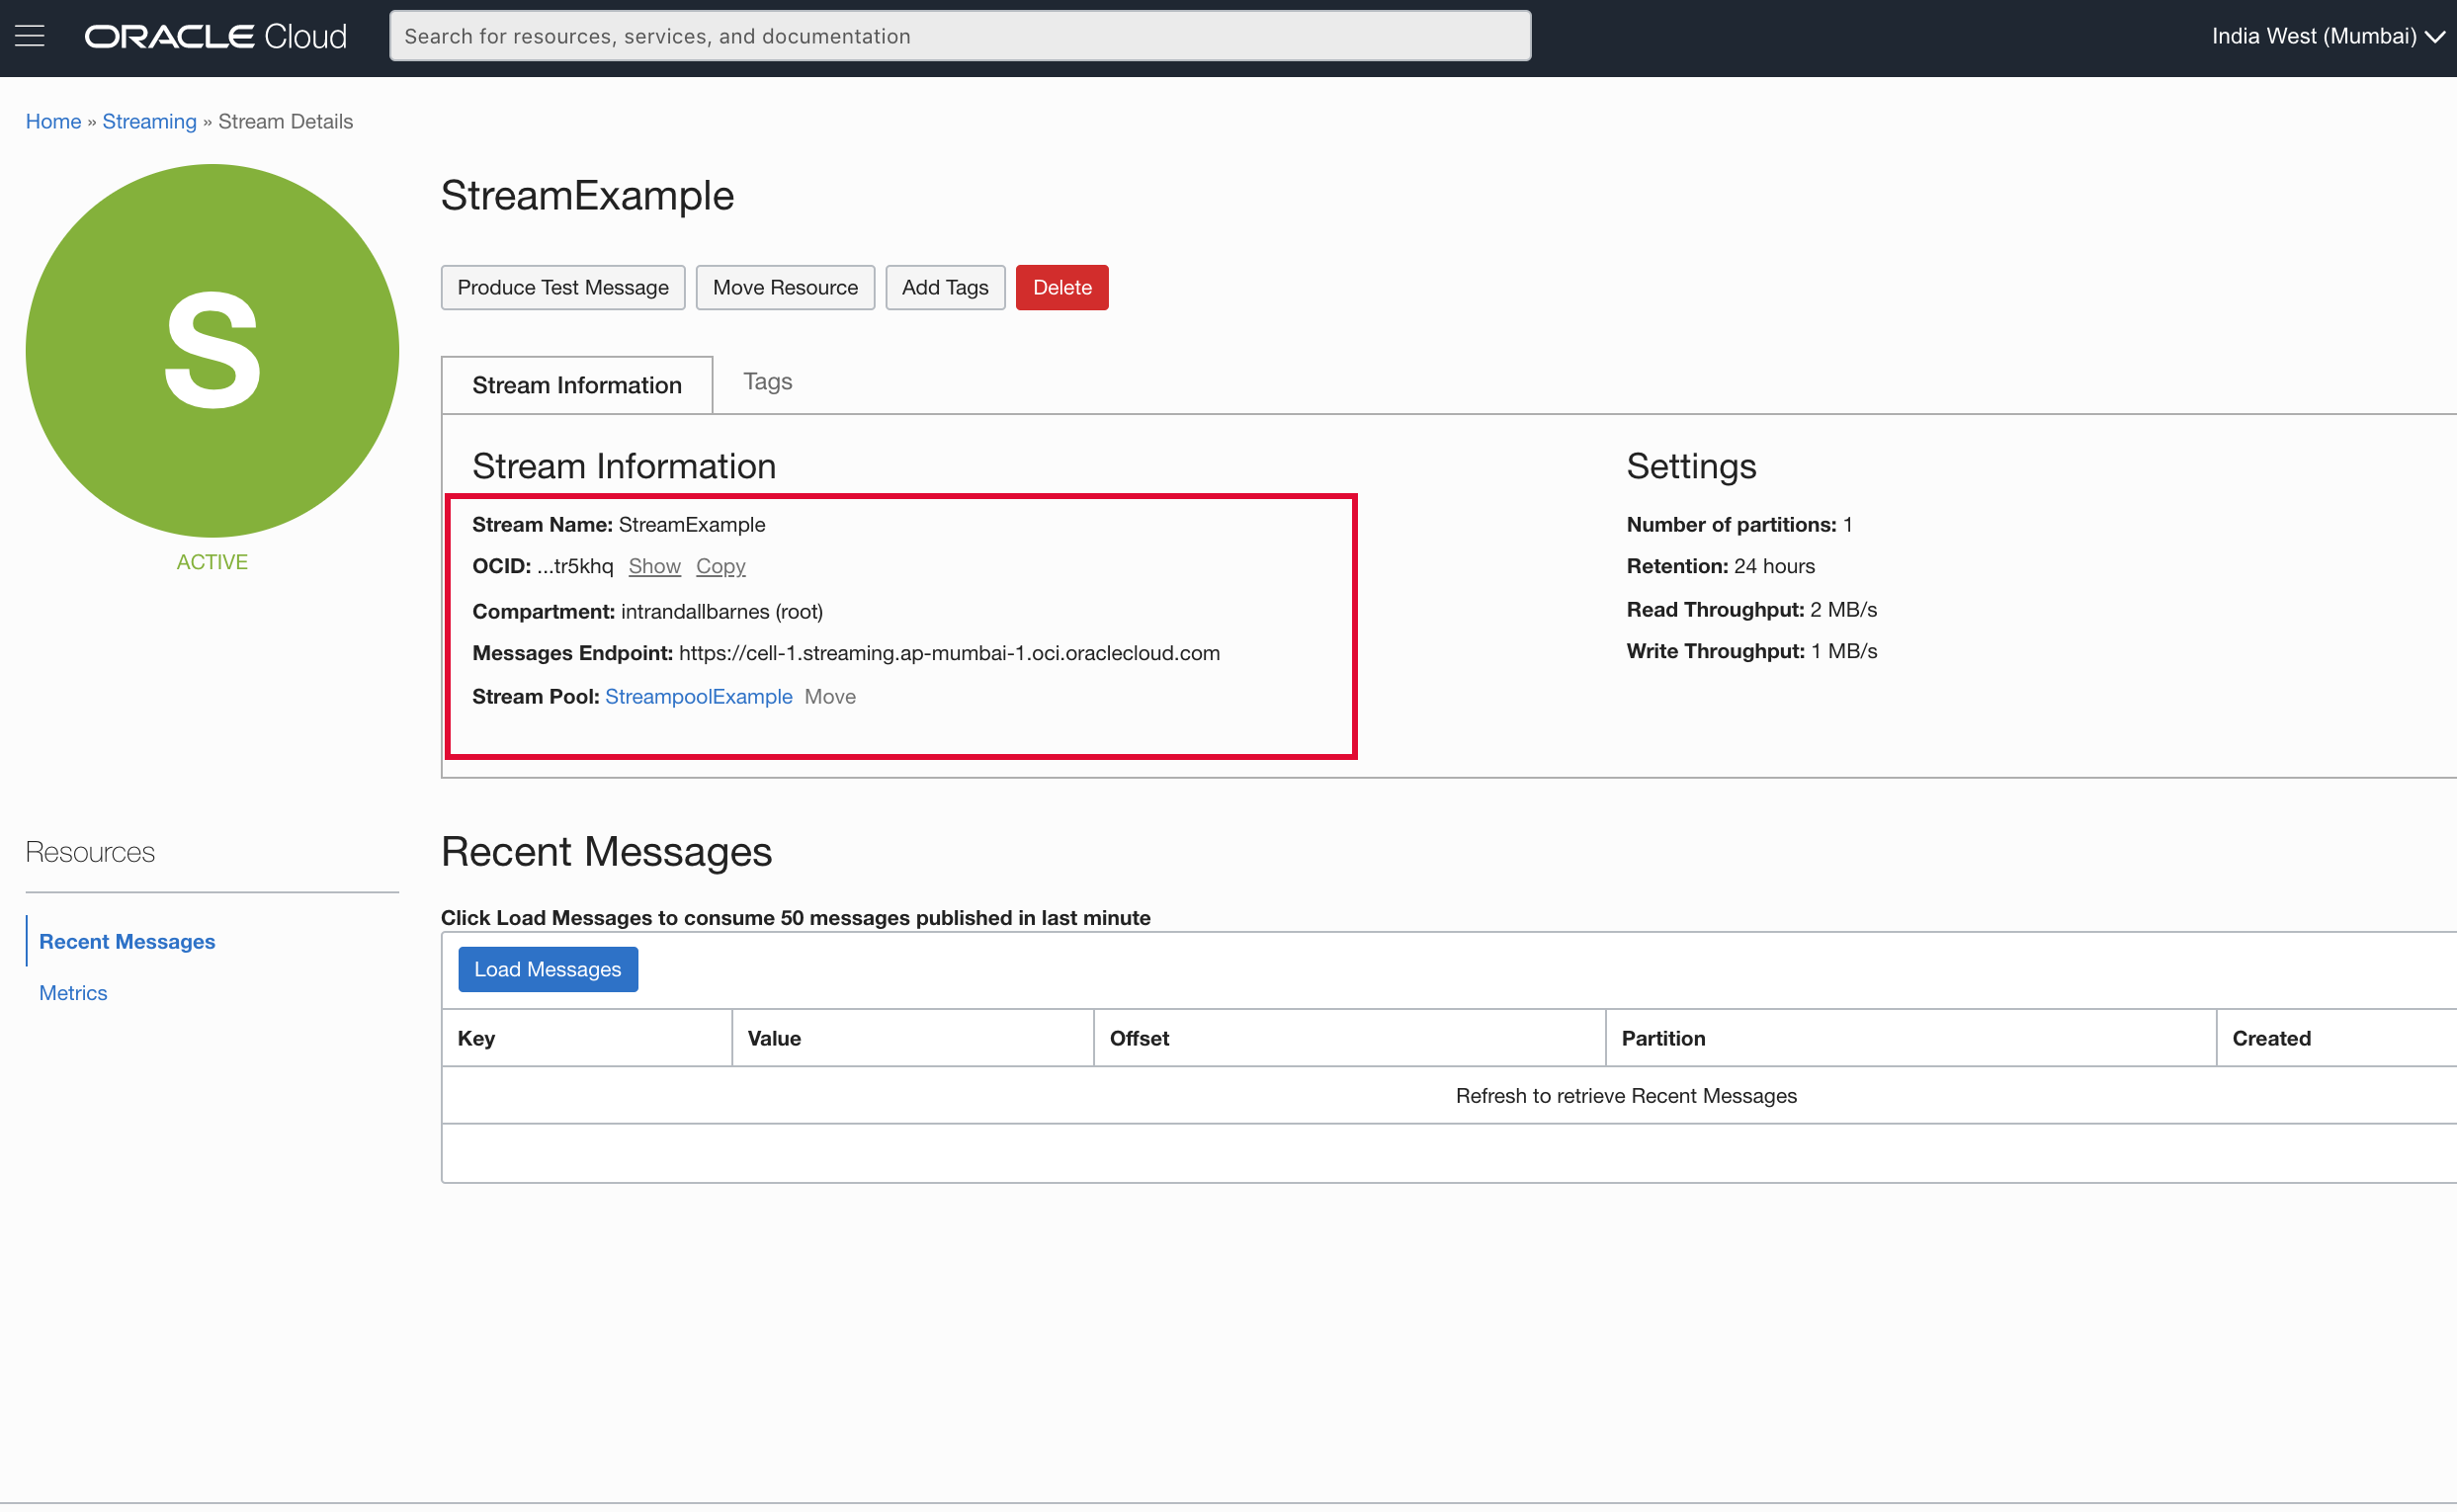 ORACLE Cloud
Search for resources, services, and documentation
India West (Mumbai)
Home » Streaming » Stream Details
S
ACTIVE
StreamExample
Produce Test Message Move Resource Add Tags Delete
Stream Information Tags
Stream Information
Stream Name: StreamExample
OCID: ...tr5khq Show Copy
Compartment: intrandallbarnes (root)
Messages Endpoint: https://cell-1.streaming.ap-mumbai-1.oci.oraclecloud.com
Stream Pool: StreampoolExample Move
Settings
Number of partitions: 1
Retention: 24 hours
Read Throughput: 2 MB/s
Write Throughput: 1 MB/s
Resources
Recent Messages
Metrics
Recent Messages
Click Load Messages to consume 50 messages published in last minute
Load Messages
Key Value Offset Partition Created
Refresh to retrieve Recent Messages